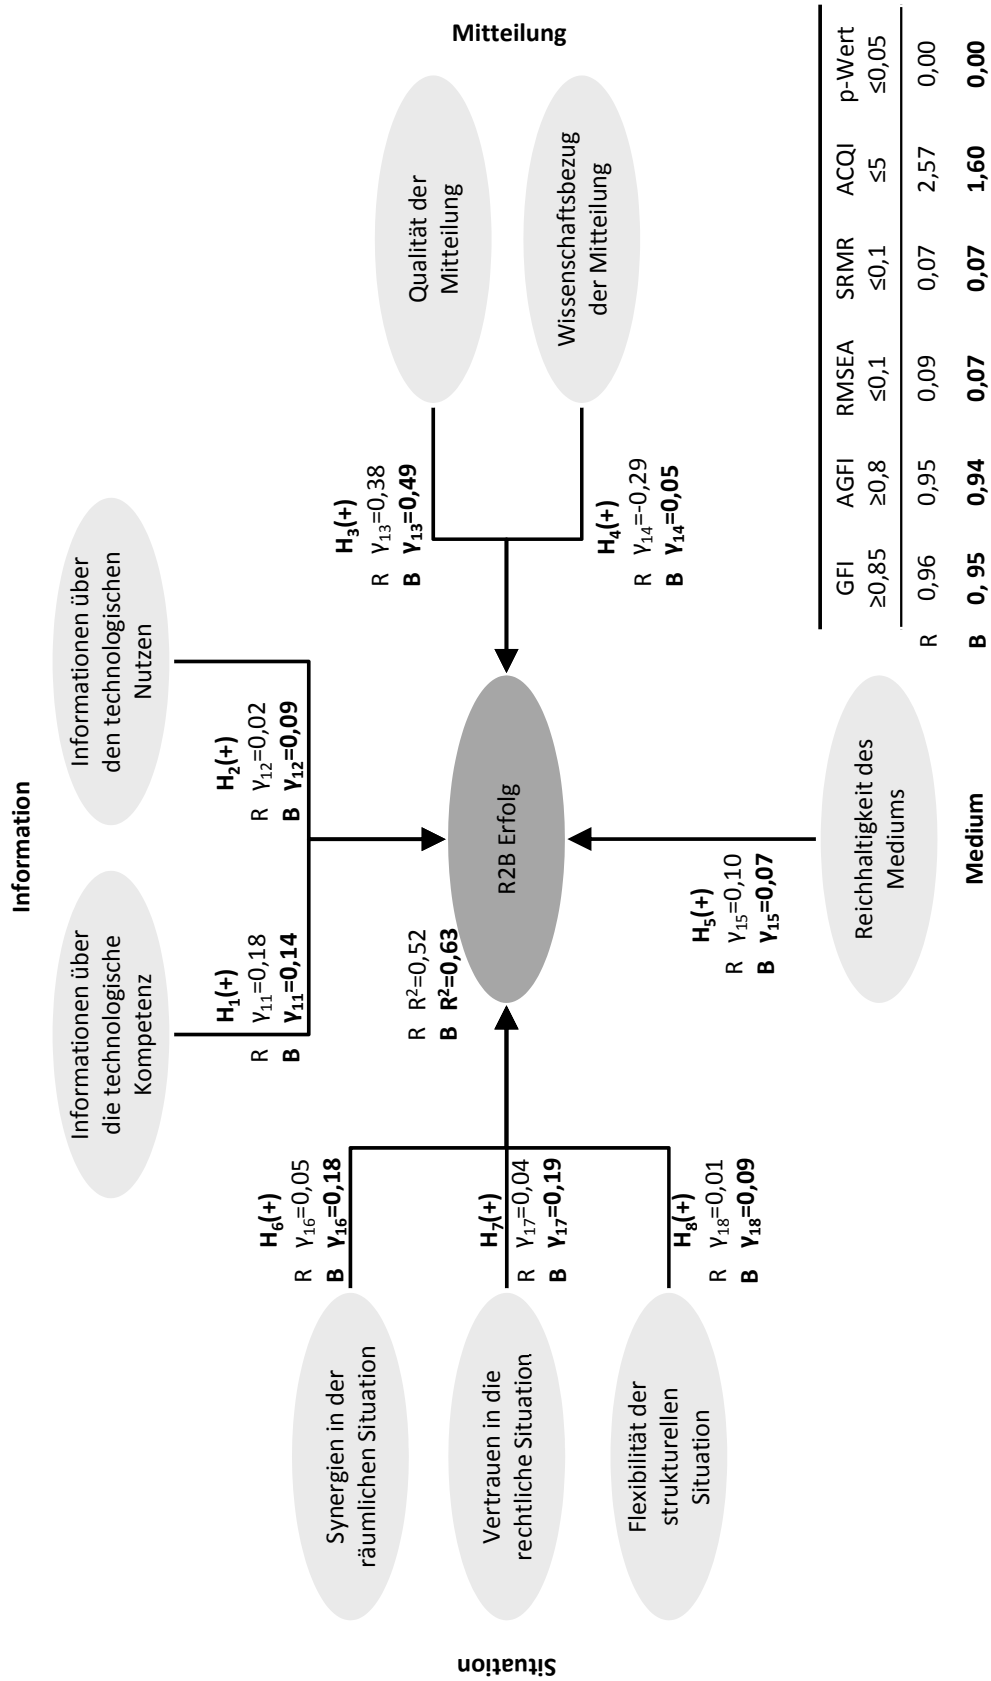 Information
Informationen über
die technologische
Kompetenz
Informationen über
den technologischen
Nutzen
H₁(+)
R γ₁₁=0,18
B γ₁₁=0,14
H₂(+)
R γ₁₂=0,02
B γ₁₂=0,09
Situation
Synergien in der
räumlichen Situation
Vertrauen in die
rechtliche Situation
Flexibilität der
strukturellen
Situation
H₆(+)
R γ₁₆=0,05
B γ₁₆=0,18
H₇(+)
R γ₁₇=0,04
B γ₁₇=0,19
H₈(+)
R γ₁₈=0,01
B γ₁₈=0,09
R R²=0,52
B R²=0,63
R2B Erfolg
H₃(+)
R γ₁₃=0,38
B γ₁₃=0,49
H₄(+)
R γ₁₄=-0,29
B γ₁₄=0,05
Qualität der
Mitteilung
Wissenschaftsbezug
der Mitteilung
Mitteilung
H₅(+)
R γ₁₅=0,10
B γ₁₅=0,07
Reichhaltigkeit des
Mediums
Medium
GFI AGFI RMSEA SRMR ACQI p-Wert
≥0,85 ≥0,8 ≤0,1 ≤0,1 ≤5 ≤0,05
R 0,96 0,95 0,09 0,07 2,57 0,00
B 0, 95 0,94 0,07 0,07 1,60 0,00